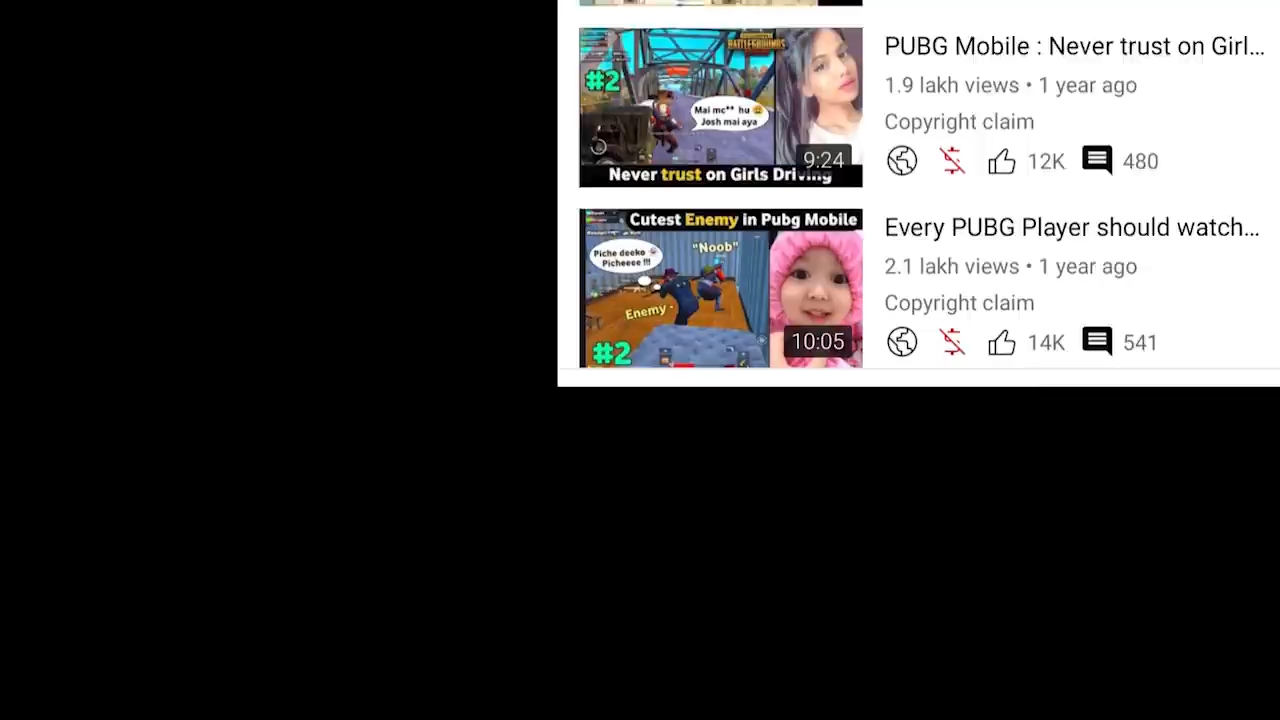 PUBG Mobile : Never trust on Girl...
1.9 lakh views • 1 year ago
Copyright claim
12K 480
BATTLEGROUNDS
#2
Mai mc** hu
Josh mai aya
9:24
Never trust on Girls Driving
Every PUBG Player should watch...
2.1 lakh views • 1 year ago
Copyright claim
14K 541
Cutest Enemy in Pubg Mobile
Piche deeko
Picheeee !!!
"Noob"
Enemy -
#2
10:05